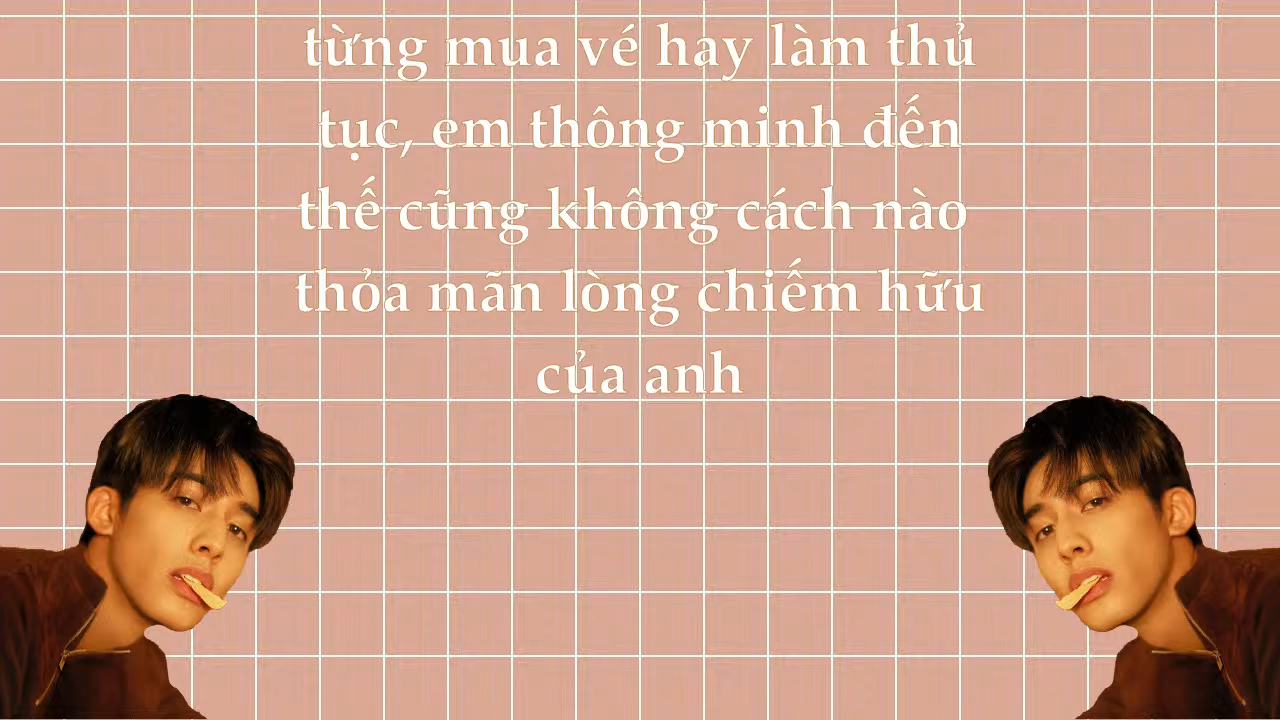 từng mua vé hay làm thủ
tục, em thông minh đến
thế cũng không cách nào
thỏa mãn lòng chiếm hữu
của anh